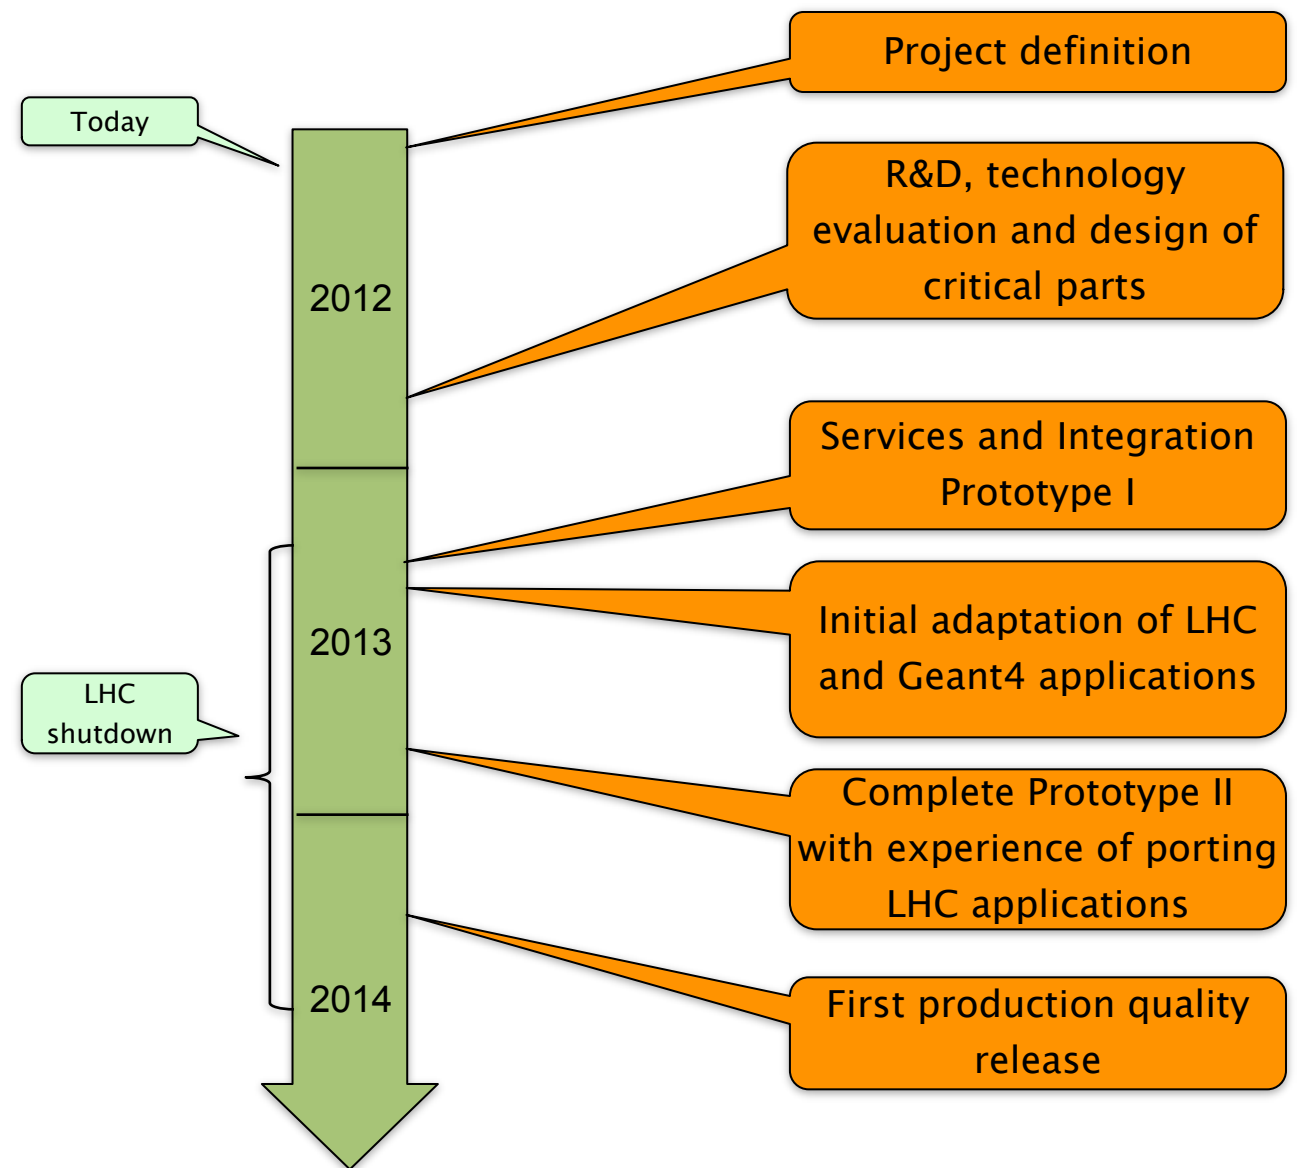 Project definition
Today
R&D, technology
evaluation and design of
critical parts
2012
Services and Integration
Prototype I
2013
Initial adaptation of LHC
and Geant4 applications
LHC
shutdown
Complete Prototype II
with experience of porting
LHC applications
2014
First production quality
release